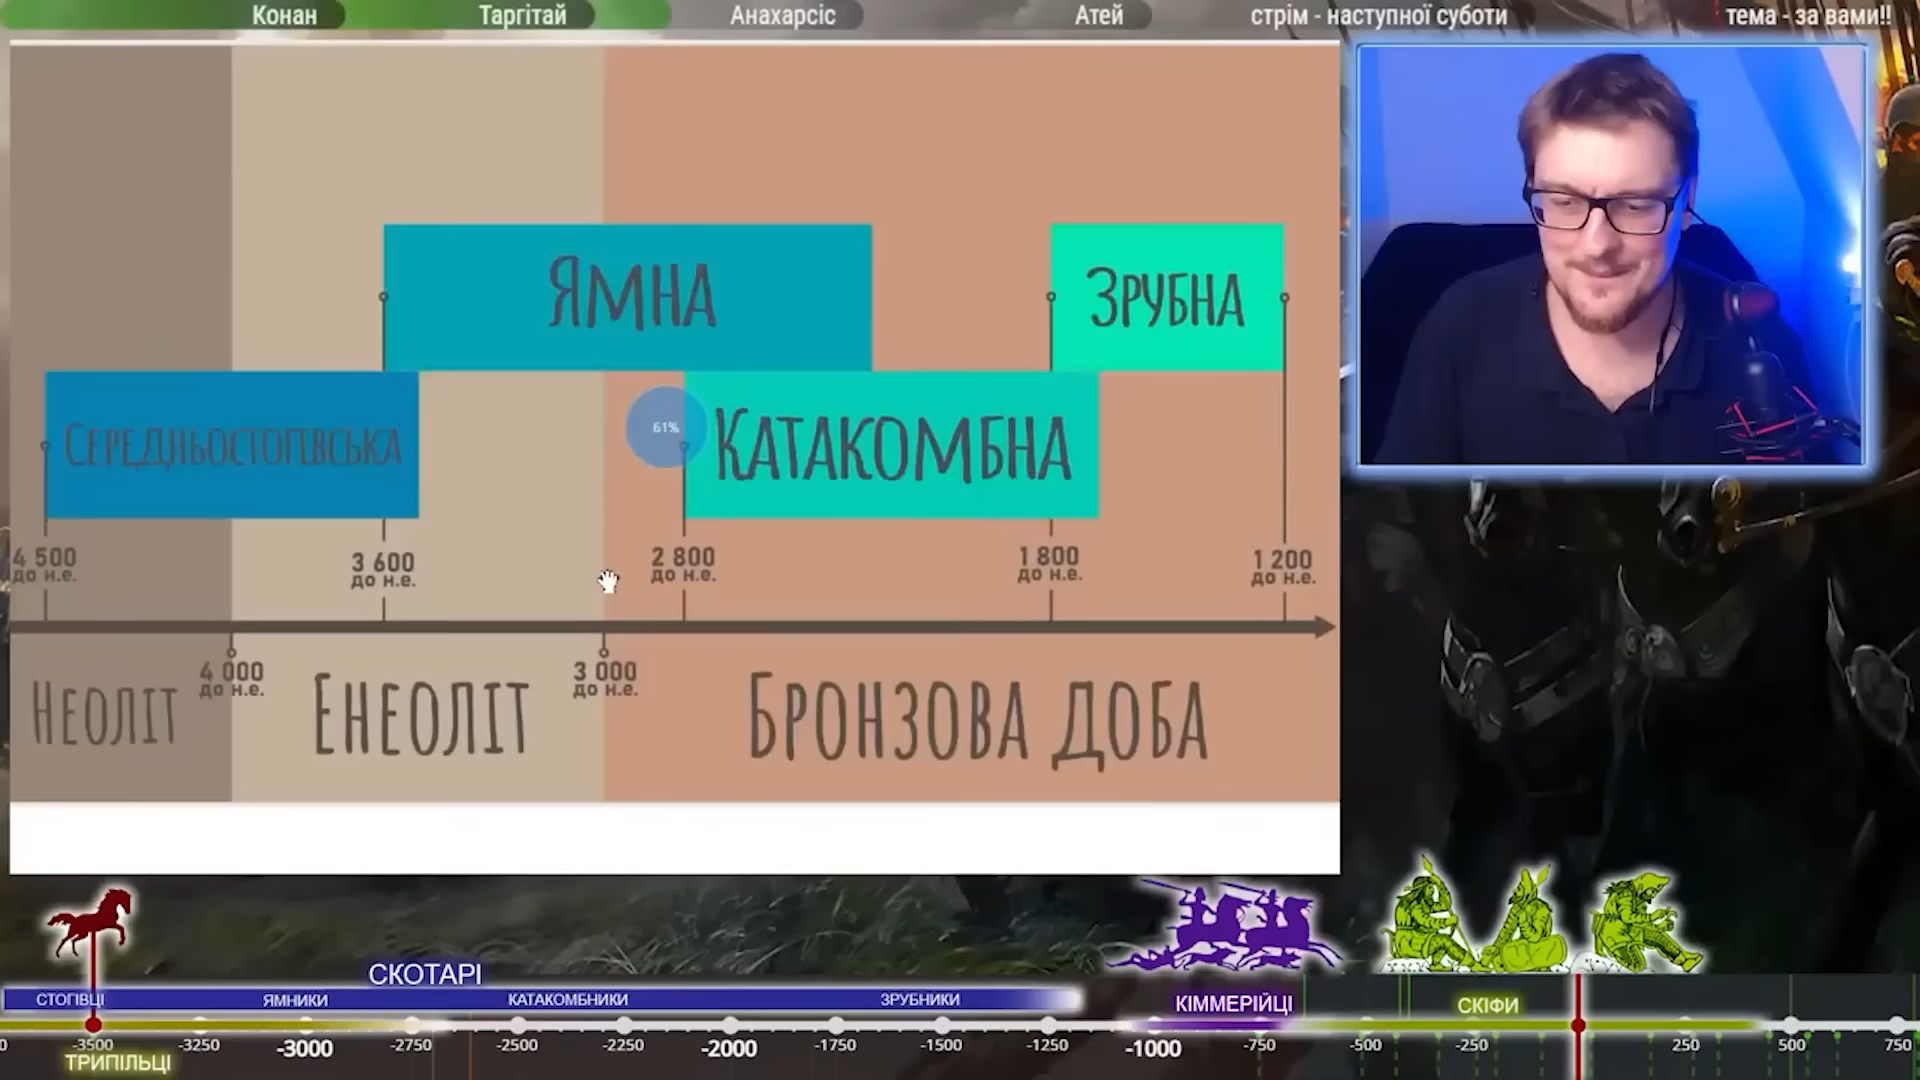 Конан
Таргітай
Анахарсіс
Атей
стрім - наступної суботи
тема - за вами!!
Ямна
Зрубна
Середньостогівська
61%
Катакомбна
4 500
до н.е.
3 600
до н.е.
2 800
до н.е.
1 800
до н.е.
1 200
до н.е.
4 000
до н.е.
3 000
до н.е.
Неоліт
Енеоліт
Бронзова доба
СКОТАРІ
СТОГІВЦІ
ЯМНИКИ
КАТАКОМБНИКИ
ЗРУБНИКИ
КІММЕРІЙЦІ
СКІФИ
0 -3500 -3250 -3000 -2750 -2500 -2250 -2000 -1750 -1500 -1250 -1000 -750 -500 -250 250 500 750
ТРИПІЛЬЦІ